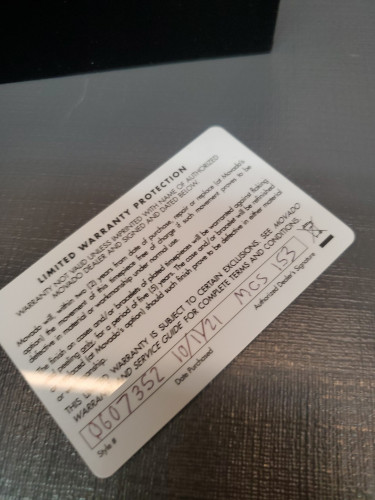 LIMITED WARRANTY PROTECTION
WARRANTY NOT VALID UNLESS IMPRINTED WITH NAME OF AUTHORIZED
MOVADO DEALER AND SIGNED AND DATED BELOW.
Movado will, within two (2) years from date of purchase, repair or replace (at Movado's
option) the movement of this timepiece free of charge if such movement proves to be
defective in material or workmanship under normal use.
The finish on cases and/or bracelets of plated timepieces will be warranted against flaking
or peeling only for a period of five (5) years. The case and/or bracelet will be refinished
or replaced (at Movado's option) should such finish prove to be defective in either material
or workmanship.
THIS WARRANTY IS SUBJECT TO CERTAIN EXCLUSIONS. SEE MOVADO
WARRANTY AND SERVICE GUIDE FOR COMPLETE TERMS AND CONDITIONS.
0607352 10/1/21 MGS 153
Style # Date Purchased Authorized Dealer's Signature